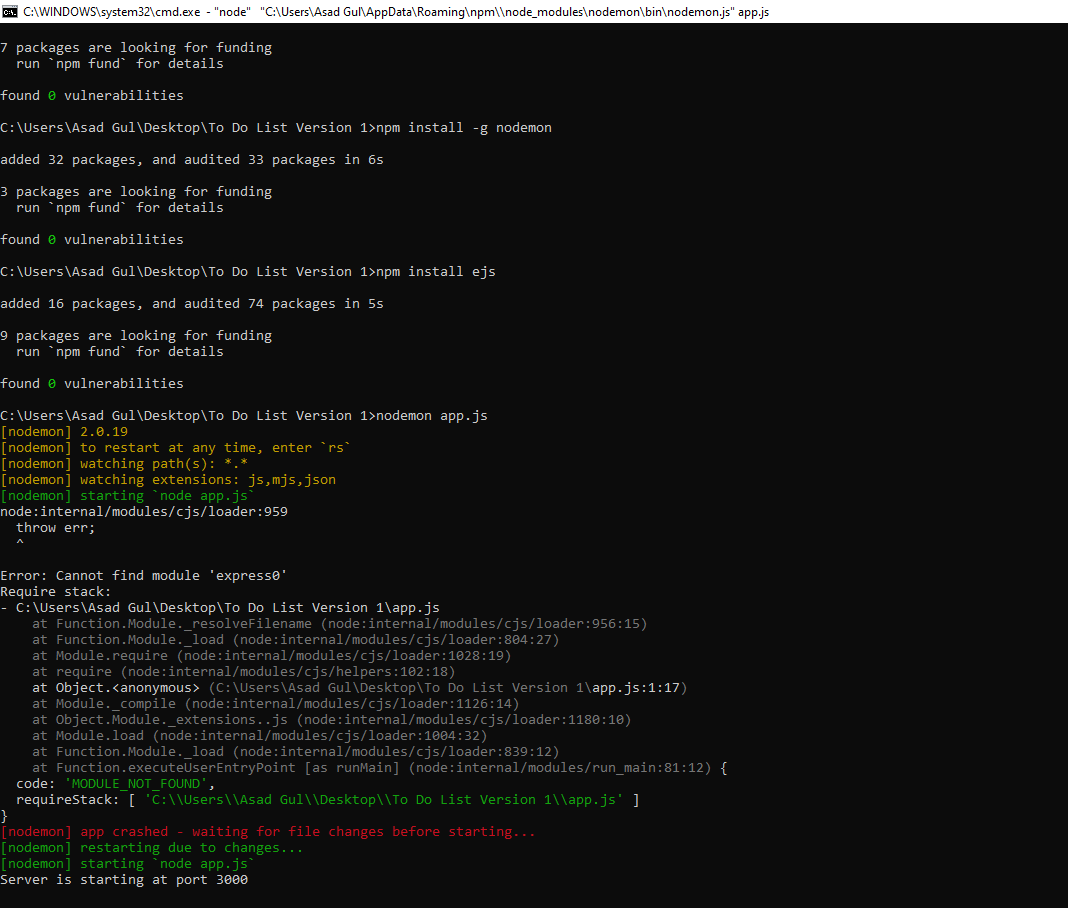 C:\WINDOWS\system32\cmd.exe - "node" "C:\Users\Asad Gul\AppData\Roaming\npm\\node_modules\nodemon\bin\nodemon.js" app.js
7 packages are looking for funding
  run `npm fund` for details
found 0 vulnerabilities
C:\Users\Asad Gul\Desktop\To Do List Version 1>npm install -g nodemon
added 32 packages, and audited 33 packages in 6s
3 packages are looking for funding
  run `npm fund` for details
found 0 vulnerabilities
C:\Users\Asad Gul\Desktop\To Do List Version 1>npm install ejs
added 16 packages, and audited 74 packages in 5s
9 packages are looking for funding
  run `npm fund` for details
found 0 vulnerabilities
C:\Users\Asad Gul\Desktop\To Do List Version 1>nodemon app.js
[nodemon] 2.0.19
[nodemon] to restart at any time, enter `rs`
[nodemon] watching path(s): *.*
[nodemon] watching extensions: js,mjs,json
[nodemon] starting `node app.js`
node:internal/modules/cjs/loader:959
  throw err;
  ^
Error: Cannot find module 'express0'
Require stack:
- C:\Users\Asad Gul\Desktop\To Do List Version 1\app.js
    at Function.Module._resolveFilename (node:internal/modules/cjs/loader:956:15)
    at Function.Module._load (node:internal/modules/cjs/loader:804:27)
    at Module.require (node:internal/modules/cjs/loader:1028:19)
    at require (node:internal/modules/cjs/helpers:102:18)
    at Object.<anonymous> (C:\Users\Asad Gul\Desktop\To Do List Version 1\app.js:1:17)
    at Module._compile (node:internal/modules/cjs/loader:1126:14)
    at Object.Module._extensions..js (node:internal/modules/cjs/loader:1180:10)
    at Module.load (node:internal/modules/cjs/loader:1004:32)
    at Function.Module._load (node:internal/modules/cjs/loader:839:12)
    at Function.executeUserEntryPoint [as runMain] (node:internal/modules/run_main:81:12) {
  code: 'MODULE_NOT_FOUND',
  requireStack: [ 'C:\\Users\\Asad Gul\\Desktop\\To Do List Version 1\\app.js' ]
}
[nodemon] app crashed - waiting for file changes before starting...
[nodemon] restarting due to changes...
[nodemon] starting `node app.js`
Server is starting at port 3000